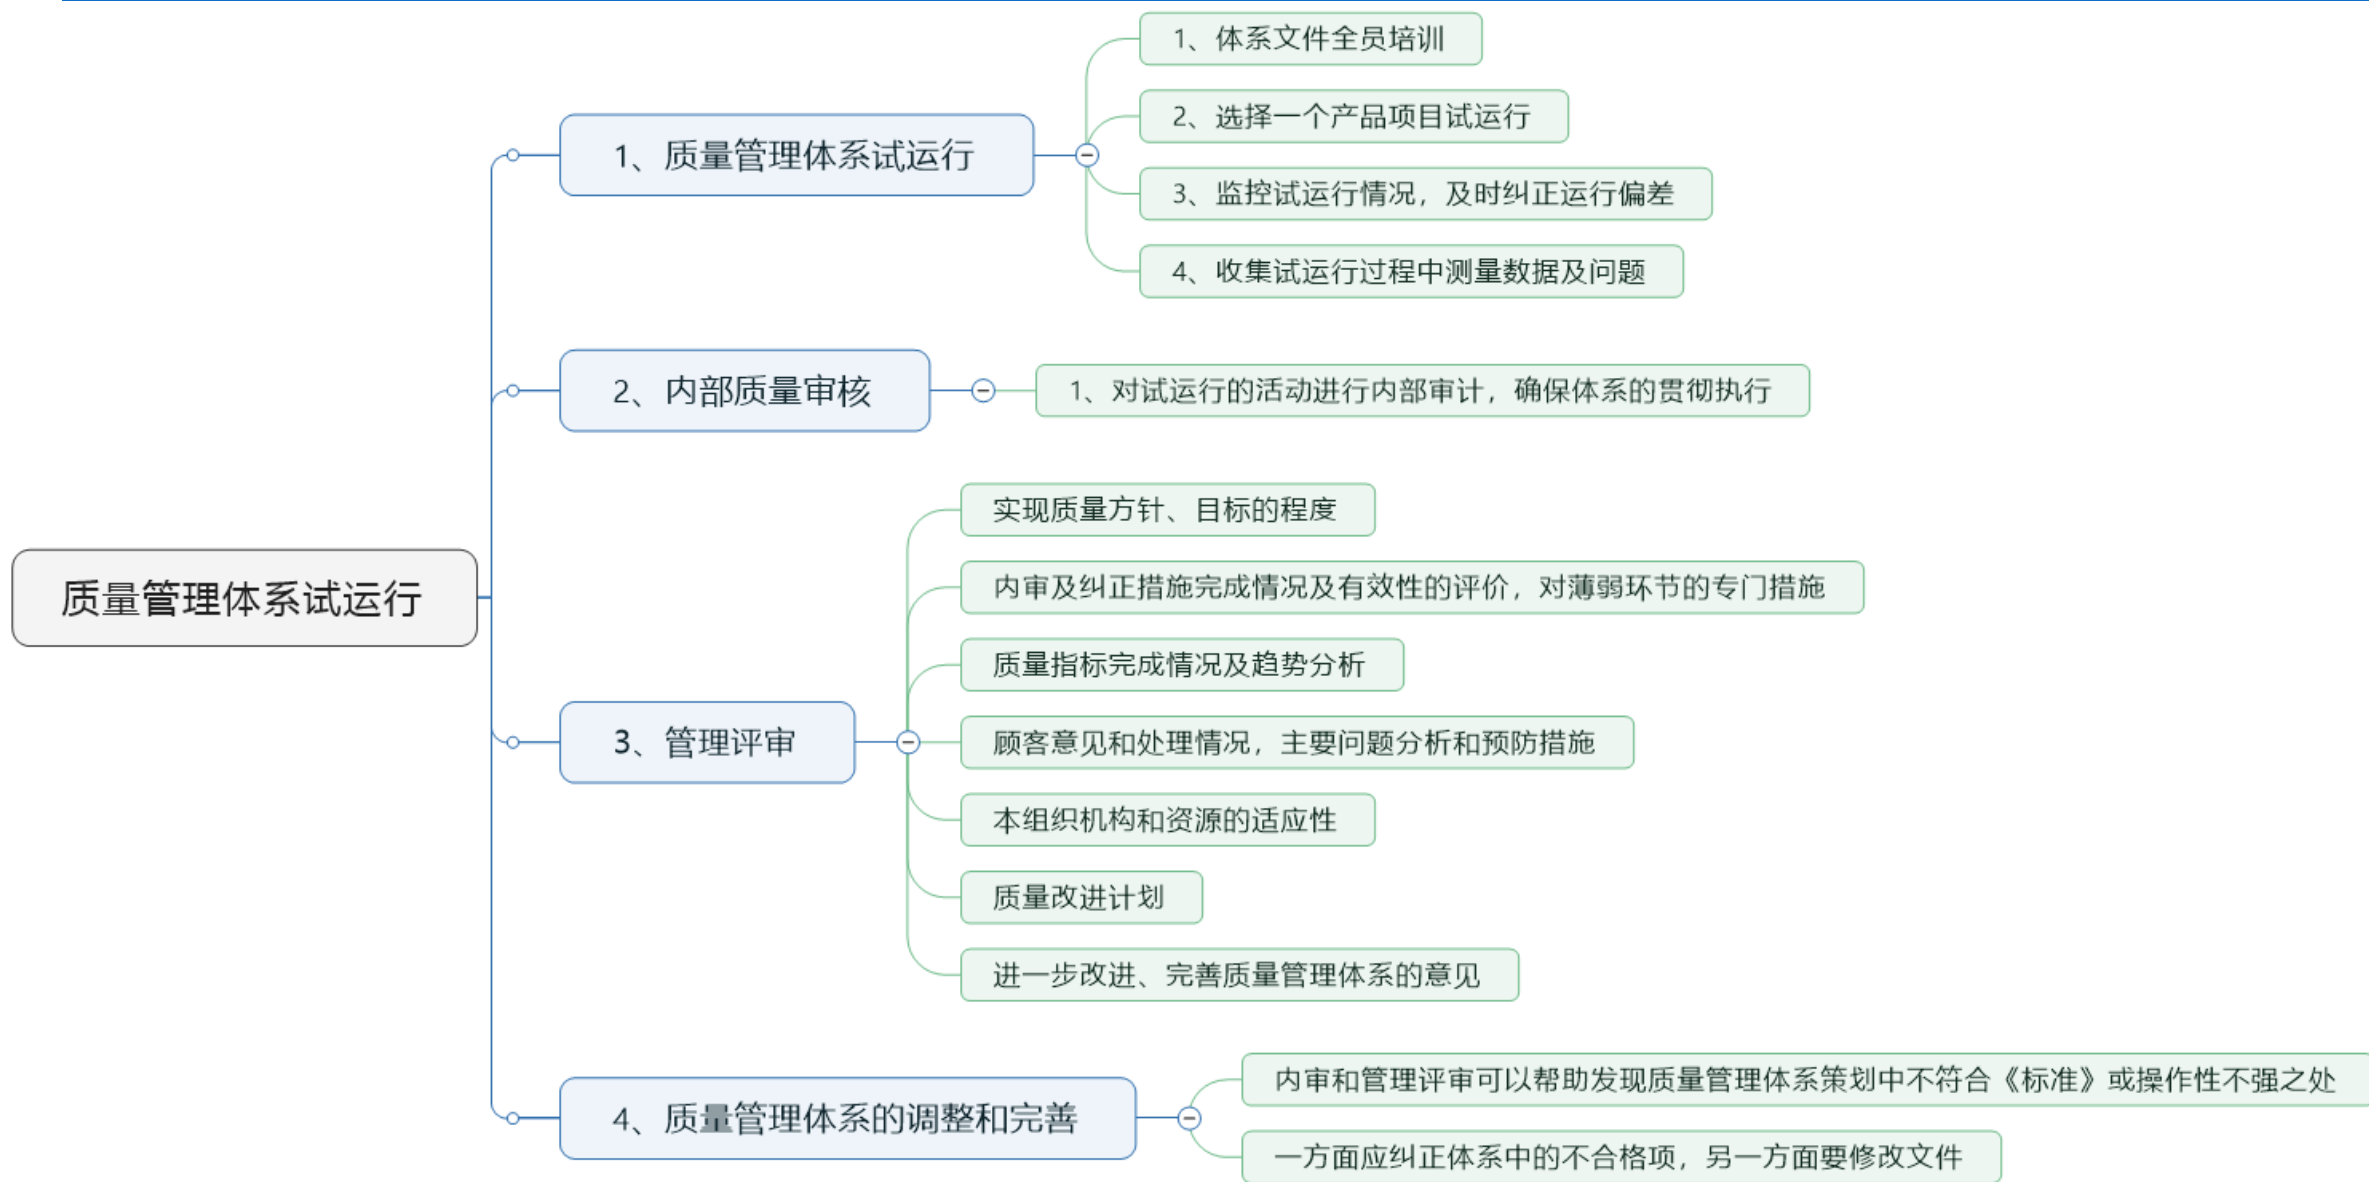 质量管理体系试运行
1、质量管理体系试运行
1、体系文件全员培训
2、选择一个产品项目试运行
3、监控试运行情况，及时纠正运行偏差
4、收集试运行过程中测量数据及问题
2、内部质量审核
1、对试运行的活动进行内部审计，确保体系的贯彻执行
3、管理评审
实现质量方针、目标的程度
内审及纠正措施完成情况及有效性的评价，对薄弱环节的专门措施
质量指标完成情况及趋势分析
顾客意见和处理情况，主要问题分析和预防措施
本组织机构和资源的适应性
质量改进计划
进一步改进、完善质量管理体系的意见
4、质量管理体系的调整和完善
内审和管理评审可以帮助发现质量管理体系策划中不符合《标准》或操作性不强之处
一方面应纠正体系中的不合格项，另一方面要修改文件